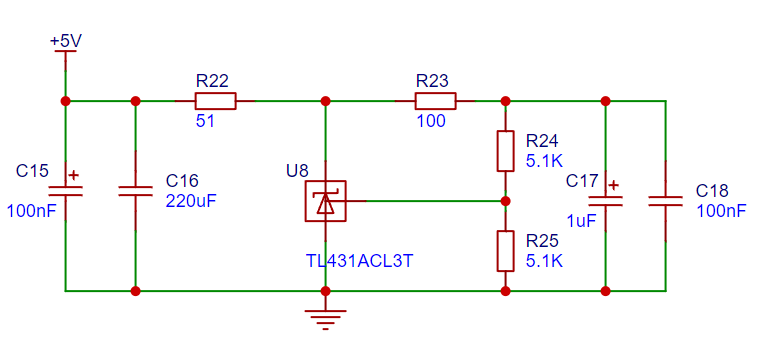 +5V
R22
51
R23
100
C15
100nF
C16
220uF
U8
TL431ACL3T
R24
5.1K
R25
5.1K
C17
1uF
C18
100nF